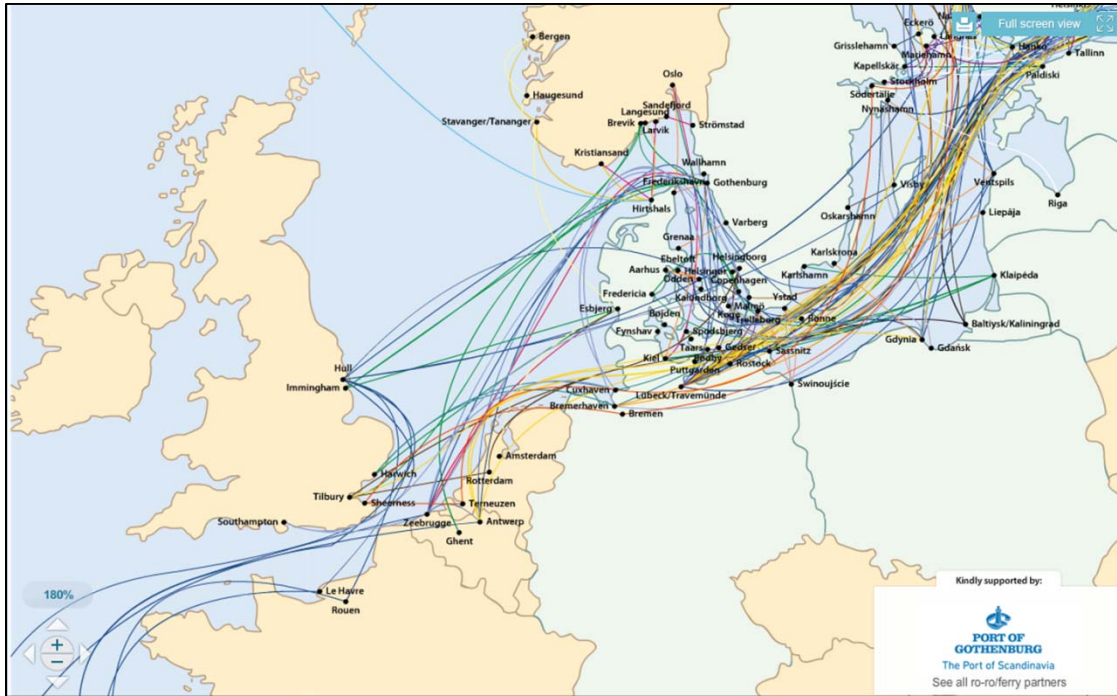 Helsinki
Eckerö
Full screen view
Grisslehamn
Mariehamn
Hanko
Tallinn
Kapellskär
Paldiski
Stockholm
Södertälje
Nynäshamn
Bergen
Oslo
Haugesund
Sandefjord
Langesund
Stavanger/Tananger
Brevik
Larvik
Strömstad
Kristiansand
Wallhamn
Frederikshavn
Gothenburg
Visby
Ventspils
Riga
Hirtshals
Oskarshamn
Liepāja
Varberg
Grenaa
Ebeltoft
Helsingborg
Karlskrona
Aarhus
Helsingør
Karlshamn
Odden
Copenhagen
Klaipėda
Fredericia
Kalundborg
Malmö
Ystad
Esbjerg
Bøjden
Køge
Trelleborg
Rønne
Baltiysk/Kaliningrad
Fynshav
Spodsbjerg
Gdynia
Gdańsk
Taars
Gedser
Sassnitz
Kiel
Rødby
Rostock
Puttgarden
Hull
Immingham
Cuxhaven
Lübeck/Travemünde
Swinoujście
Bremerhaven
Bremen
Amsterdam
Harwich
Rotterdam
Tilbury
Sheerness
Terneuzen
Zeebrugge
Southampton
Antwerp
Ghent
Le Havre
Rouen
180%
Kindly supported by:
PORT OF
GOTHENBURG
The Port of Scandinavia
See all ro-ro/ferry partners